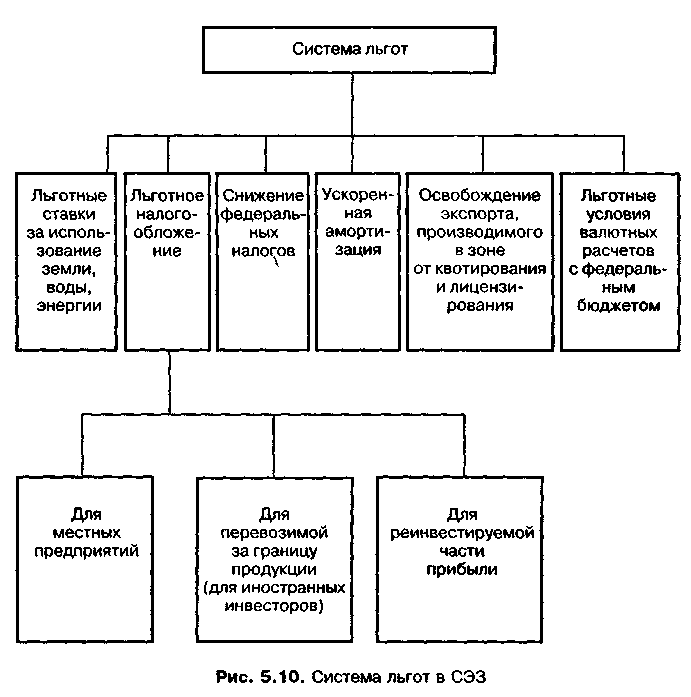 Система льгот
Льготные
ставки
за исполь-
зование
земли,
воды,
энергии
Льготное
налого-
обложе-
ние
Снижение
федераль-
ных
налогов
Ускорен-
ная
аморти-
зация
Освобождение
экспорта,
производимого
в зоне
от квотирования
и лицензи-
рования
Льготные
условия
валютных
расчетов
с федераль-
ным
бюджетом
Для
местных
предприятий
Для
перевозимой
за границу
продукции
(для иностранных
инвесторов)
Для
реинвестируемой
части
прибыли
Рис. 5.10. Система льгот в СЭЗ